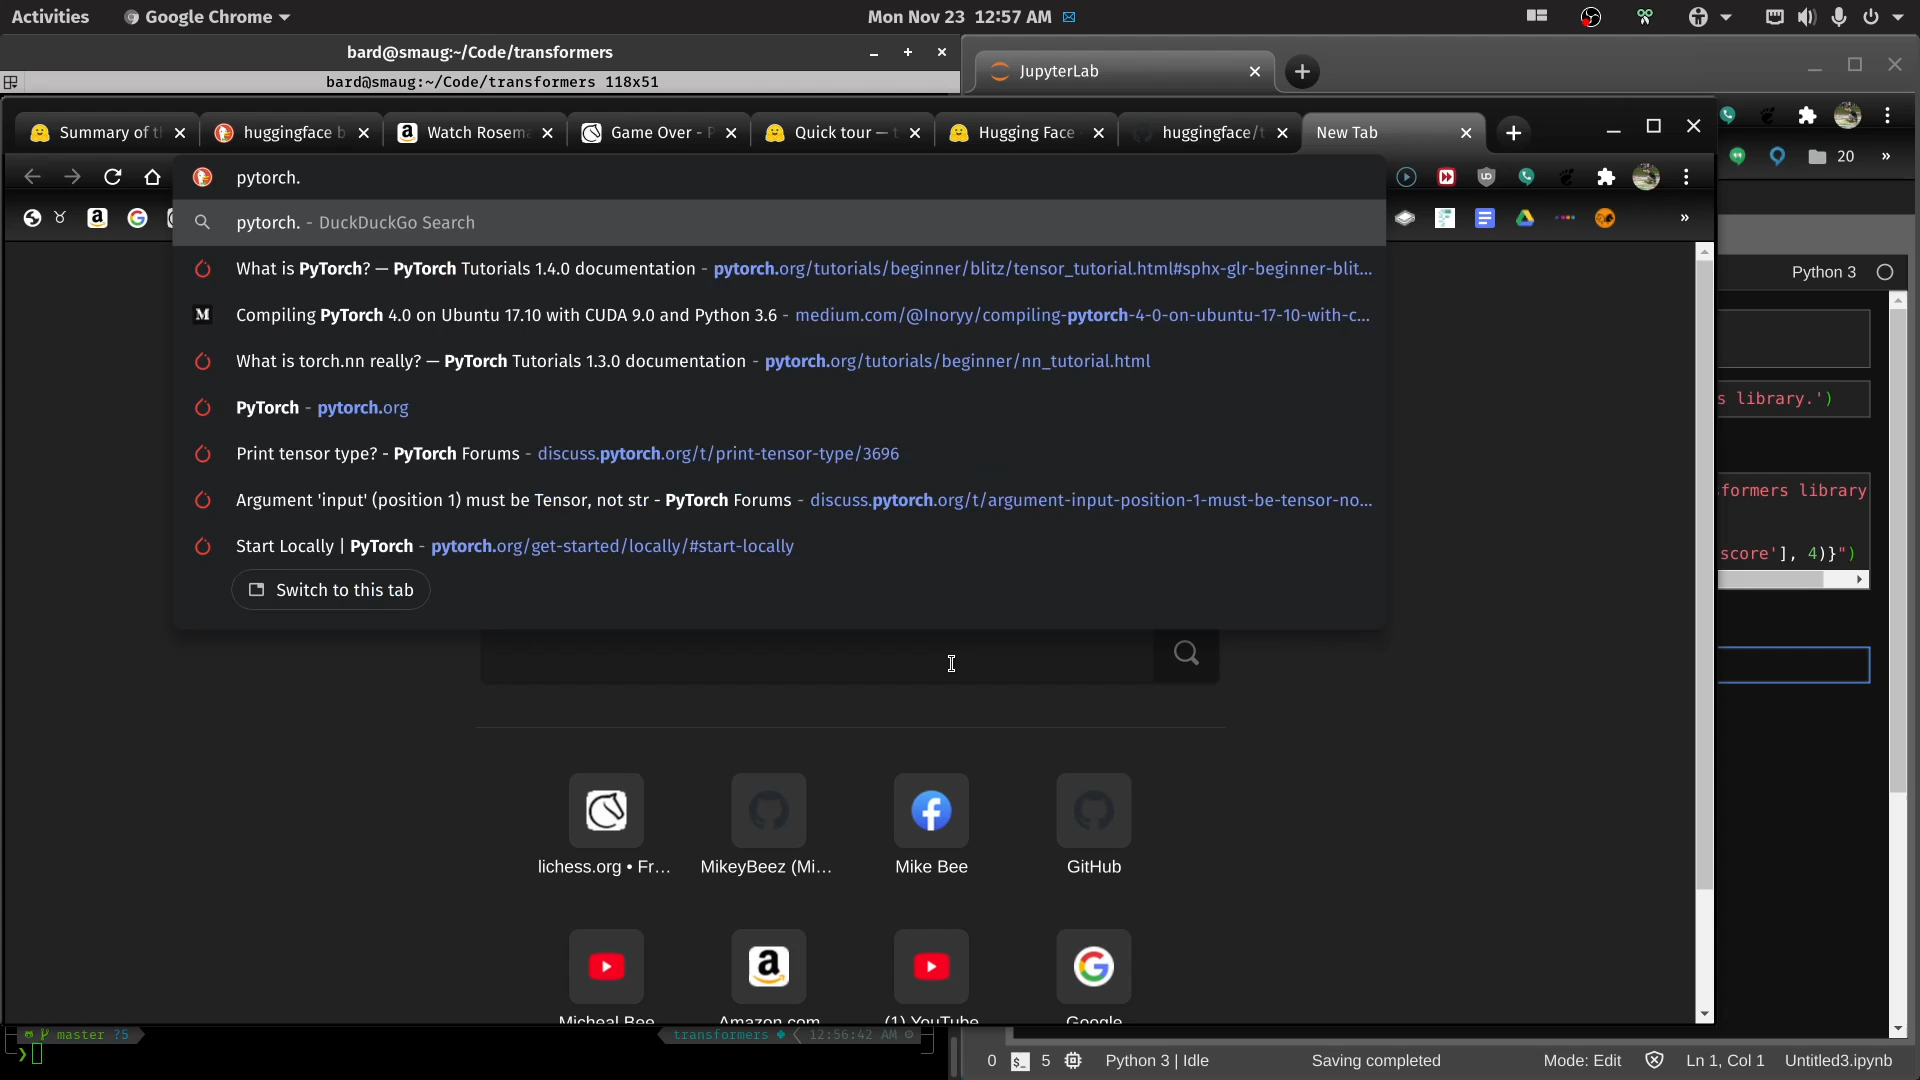 Activities
Google Chrome
Mon Nov 23 12:57 AM
bard@smaug:~/Code/transformers
bard@smaug:~/Code/transformers 118x51
JupyterLab
Summary of t
huggingface b
Watch Rosema
Game Over - P
Quick tour — t
Hugging Face
huggingface/t
New Tab
20
»
pytorch.
pytorch. - DuckDuckGo Search
»
What is PyTorch? — PyTorch Tutorials 1.4.0 documentation - pytorch.org/tutorials/beginner/blitz/tensor_tutorial.html#sphx-glr-beginner-blit...
Python 3
Compiling PyTorch 4.0 on Ubuntu 17.10 with CUDA 9.0 and Python 3.6 - medium.com/@Inoryy/compiling-pytorch-4-0-on-ubuntu-17-10-with-c...
What is torch.nn really? — PyTorch Tutorials 1.3.0 documentation - pytorch.org/tutorials/beginner/nn_tutorial.html
s library.')
PyTorch - pytorch.org
Print tensor type? - PyTorch Forums - discuss.pytorch.org/t/print-tensor-type/3696
formers library
Argument 'input' (position 1) must be Tensor, not str - PyTorch Forums - discuss.pytorch.org/t/argument-input-position-1-must-be-tensor-no...
Start Locally | PyTorch - pytorch.org/get-started/locally/#start-locally
score'], 4)}")
Switch to this tab
lichess.org • Fr...
MikeyBeez (Mi...
Mike Bee
GitHub
Micheal Bee
Amazon.com
(1) YouTube
Google
master ?5
transformers
12:56:42 AM
0
5
Python 3 | Idle
Saving completed
Mode: Edit
Ln 1, Col 1
Untitled3.ipynb